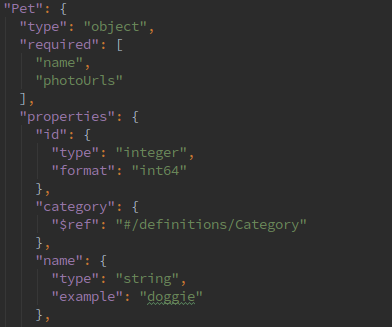 "Pet": {
  "type": "object",
  "required": [
    "name",
    "photoUrls"
  ],
  "properties": {
    "id": {
      "type": "integer",
      "format": "int64"
    },
    "category": {
      "$ref": "#/definitions/Category"
    },
    "name": {
      "type": "string",
      "example": "doggie"
    },